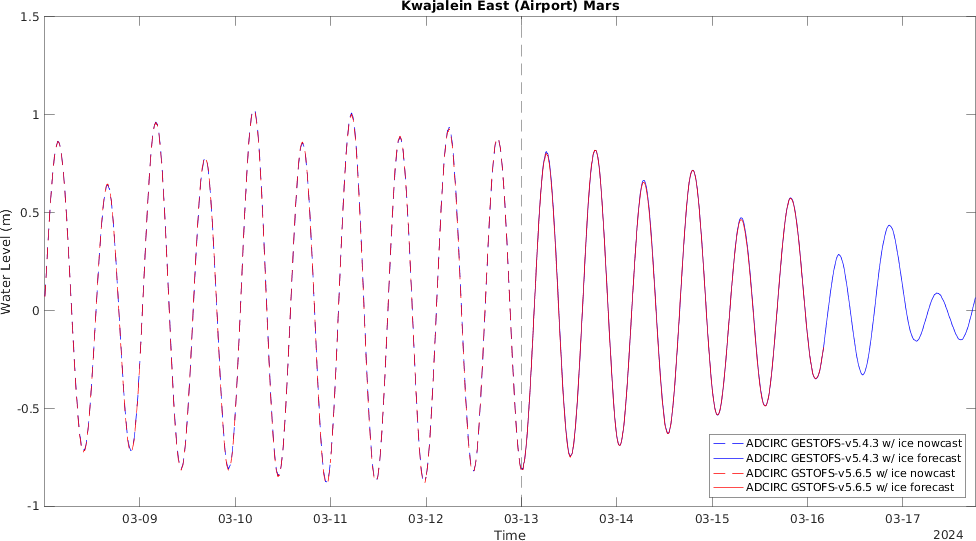 Kwajalein East (Airport) Mars
1.5
1
0.5
0
-0.5
-1
Water Level (m)
03-09
03-10
03-11
03-12
03-13
03-14
03-15
03-16
03-17
Time
2024
ADCIRC GESTOFS-v5.4.3 w/ ice nowcast
ADCIRC GESTOFS-v5.4.3 w/ ice forecast
ADCIRC GSTOFS-v5.6.5 w/ ice nowcast
ADCIRC GSTOFS-v5.6.5 w/ ice forecast